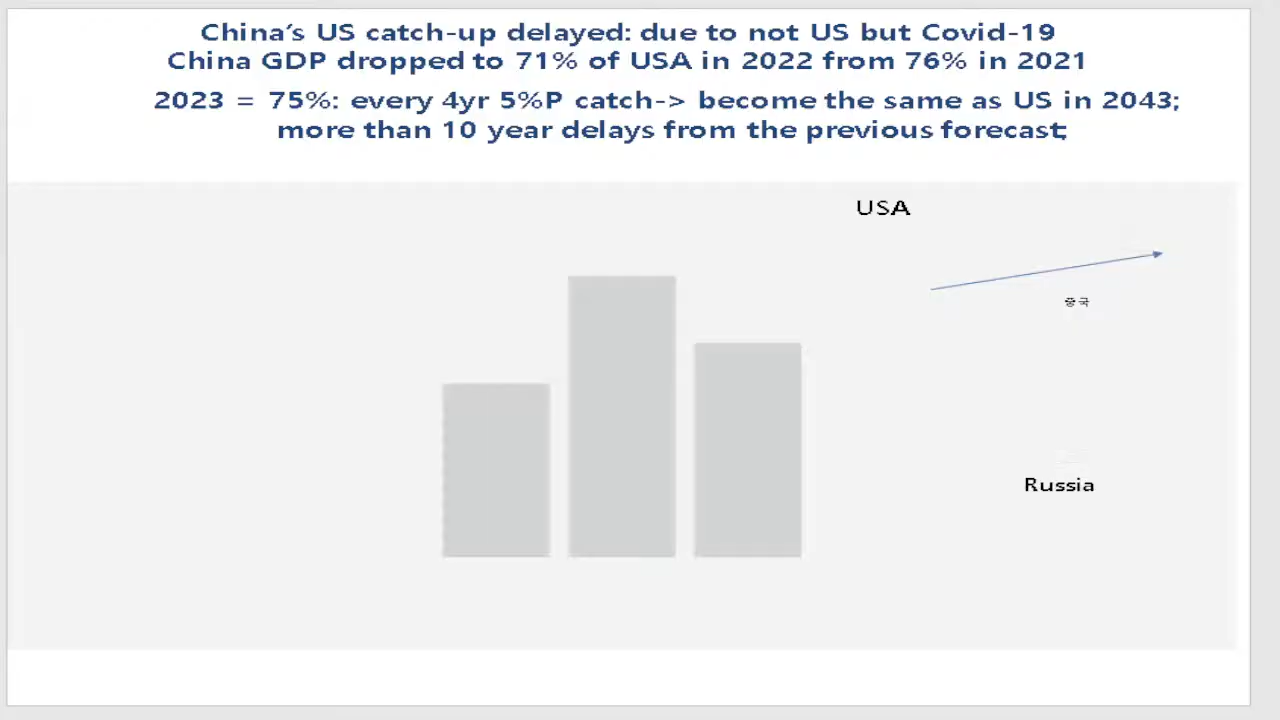 China's US catch-up delayed: due to not US but Covid-19
China GDP dropped to 71% of USA in 2022 from 76% in 2021
2023 = 75%: every 4yr 5%P catch-> become the same as US in 2043;
more than 10 year delays from the previous forecast;
USA
중국
Russia